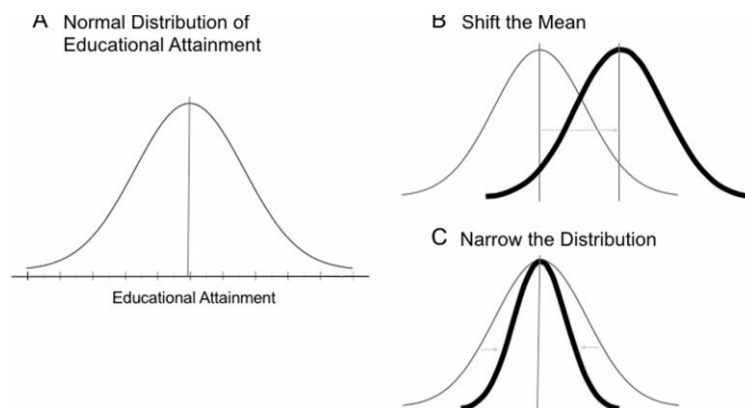 A Normal Distribution of
Educational Attainment
Educational Attainment
B Shift the Mean
C Narrow the Distribution